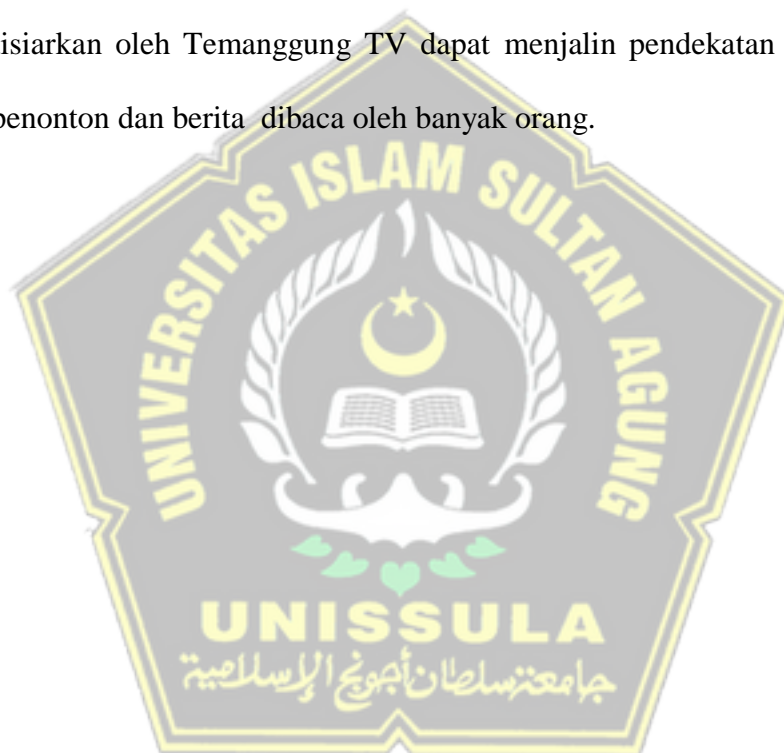 isiarkan oleh Temanggung TV dapat menjalin pendekatan
penonton dan berita dibaca oleh banyak orang.
UNIVERSITAS ISLAM SULTAN AGUNG
UNISSULA
جامعة سلطان أجونج الإسلامية